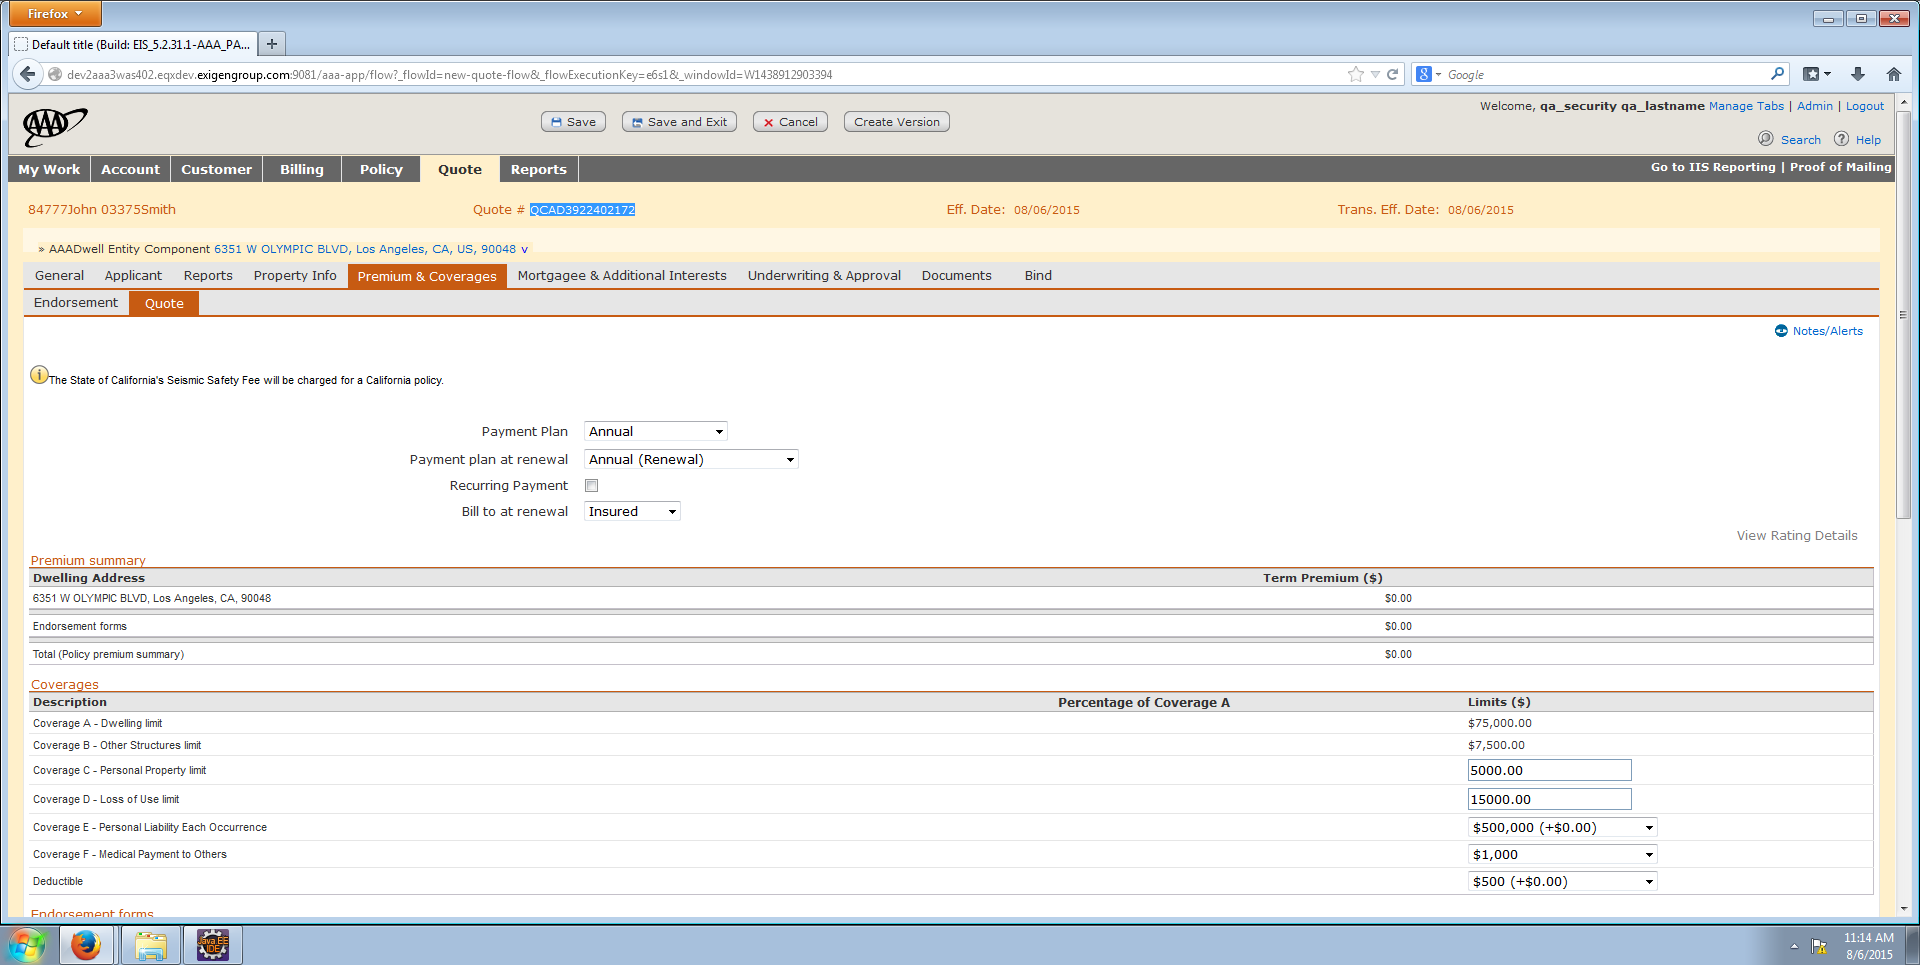 Firefox
Default title (Build: EIS_5.2.31.1-AAA_PA...
dev2aaa3was402.eqxdev.exigengroup.com:9081/aaa-app/flow?_flowId=new-quote-flow&_flowExecutionKey=e6s1&_windowId=W1438912903394
Google
AAA
Save
Save and Exit
Cancel
Create Version
Welcome, qa_security qa_lastname Manage Tabs | Admin | Logout
Search
Help
My Work Account Customer Billing Policy Quote Reports
Go to IIS Reporting | Proof of Mailing
84777John 03375Smith
Quote # QCAD3922402172
Eff. Date: 08/06/2015
Trans. Eff. Date: 08/06/2015
» AAADwell Entity Component 6351 W OLYMPIC BLVD, Los Angeles, CA, US, 90048 v
General Applicant Reports Property Info Premium & Coverages Mortgagee & Additional Interests Underwriting & Approval Documents Bind
Endorsement Quote
Notes/Alerts
The State of California's Seismic Safety Fee will be charged for a California policy.
Payment Plan Annual
Payment plan at renewal Annual (Renewal)
Recurring Payment
Bill to at renewal Insured
View Rating Details
Premium summary
Dwelling Address Term Premium ($)
6351 W OLYMPIC BLVD, Los Angeles, CA, 90048 $0.00
Endorsement forms $0.00
Total (Policy premium summary) $0.00
Coverages
Description Percentage of Coverage A Limits ($)
Coverage A - Dwelling limit $75,000.00
Coverage B - Other Structures limit $7,500.00
Coverage C - Personal Property limit 5000.00
Coverage D - Loss of Use limit 15000.00
Coverage E - Personal Liability Each Occurrence $500,000 (+$0.00)
Coverage F - Medical Payment to Others $1,000
Deductible $500 (+$0.00)
Endorsement forms
Java EE
IDE
11:14 AM
8/6/2015